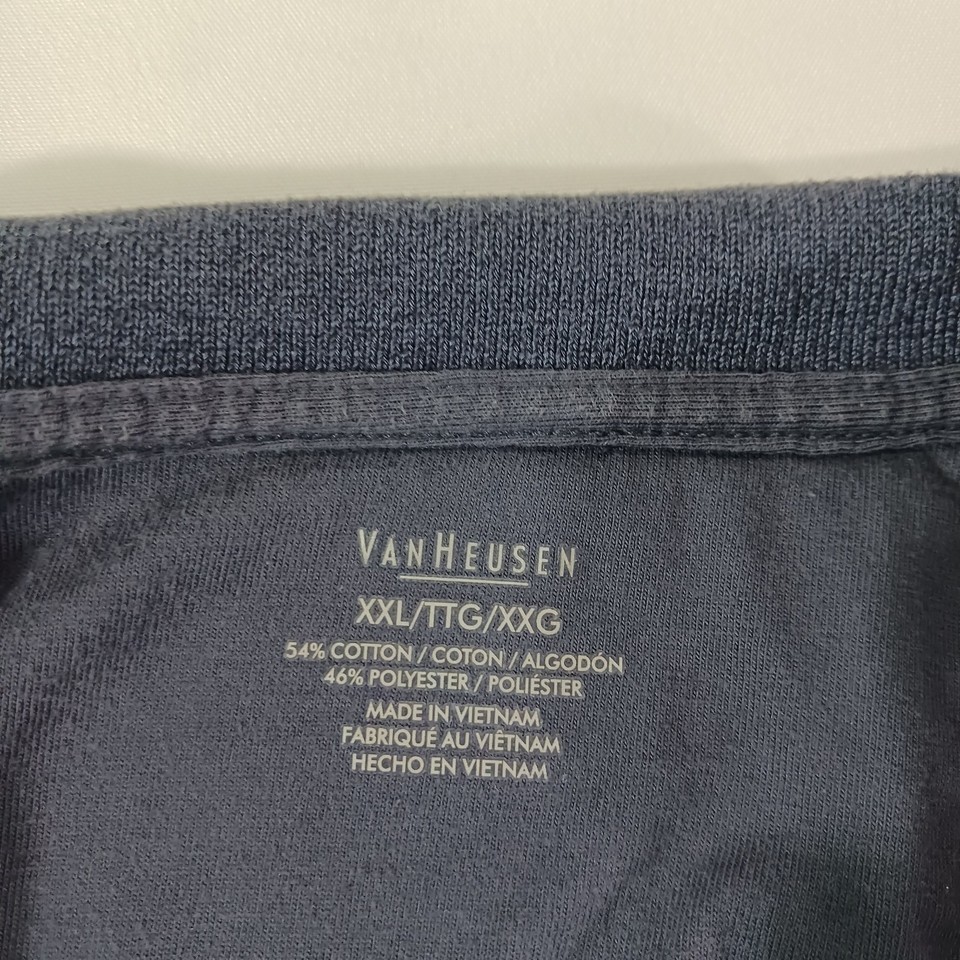 VANHEUSEN
XXL/TTG/XXG
54% COTTON / COTON / ALGODÓN
46% POLYESTER / POLIÉSTER
MADE IN VIETNAM
FABRIQUÉ AU VIÊTNAM
HECHO EN VIETNAM